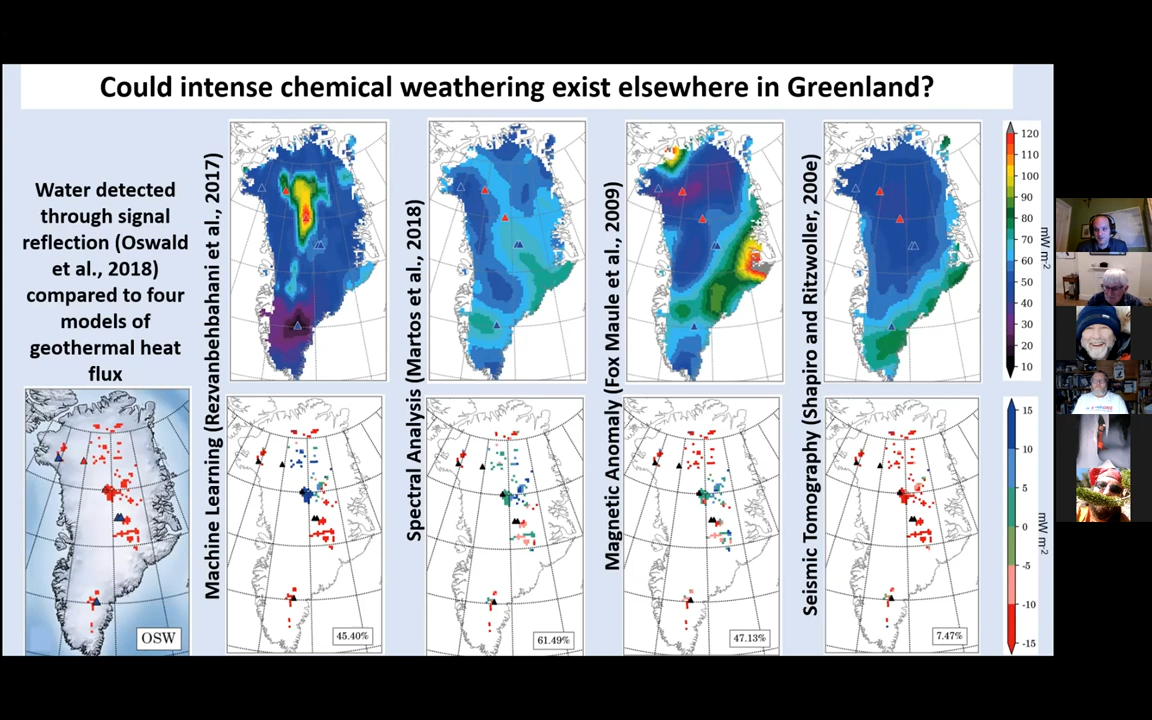 Could intense chemical weathering exist elsewhere in Greenland?
Water detected
through signal
reflection (Oswald
et al., 2018)
compared to four
models of
geothermal heat
flux
OSW
Machine Learning (Rezvanbehbahani et al., 2017)
45.40%
Spectral Analysis (Martos et al., 2018)
61.49%
Magnetic Anomaly (Fox Maule et al., 2009)
47.13%
Seismic Tomography (Shapiro and Ritzwoller, 200e)
7.47%
120
110
100
90
80
70
60
50
40
30
20
10
mW m-2
15
10
5
0
-5
-10
-15
mW m-2